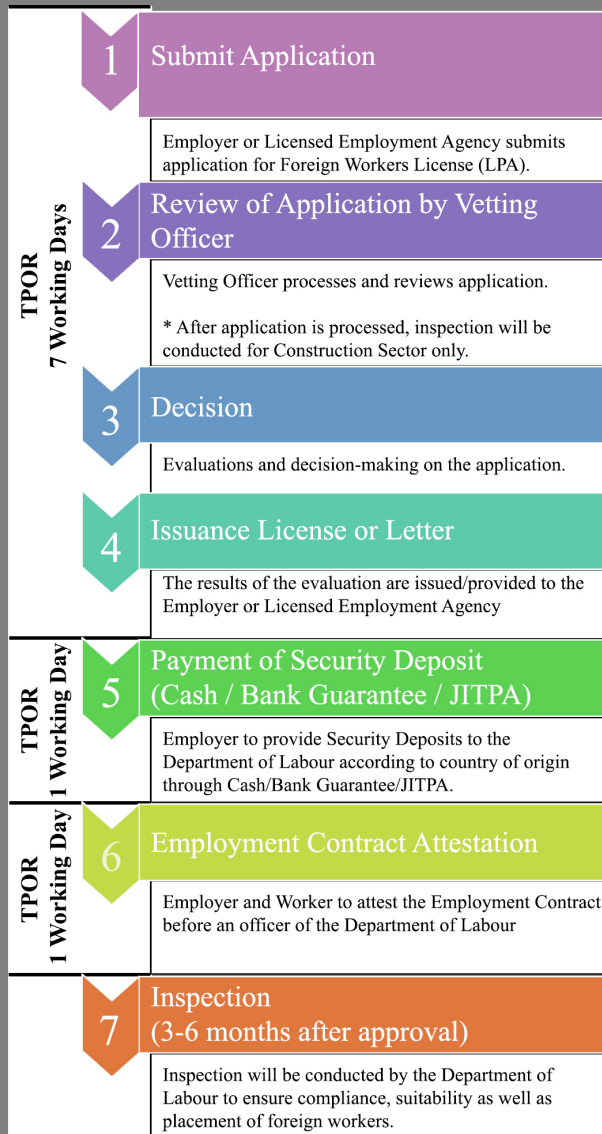 1
Submit Application
Employer or Licensed Employment Agency submits
application for Foreign Workers License (LPA).
TPOR
7 Working Days
2
Review of Application by Vetting
Officer
Vetting Officer processes and reviews application.
* After application is processed, inspection will be
conducted for Construction Sector only.
3
Decision
Evaluations and decision-making on the application.
4
Issuance License or Letter
The results of the evaluation are issued/provided to the
Employer or Licensed Employment Agency
TPOR
1 Working Day
5
Payment of Security Deposit
(Cash / Bank Guarantee / JITPA)
Employer to provide Security Deposits to the
Department of Labour according to country of origin
through Cash/Bank Guarantee/JITPA.
TPOR
1 Working Day
6
Employment Contract Attestation
Employer and Worker to attest the Employment Contract
before an officer of the Department of Labour
7
Inspection
(3-6 months after approval)
Inspection will be conducted by the Department of
Labour to ensure compliance, suitability as well as
placement of foreign workers.